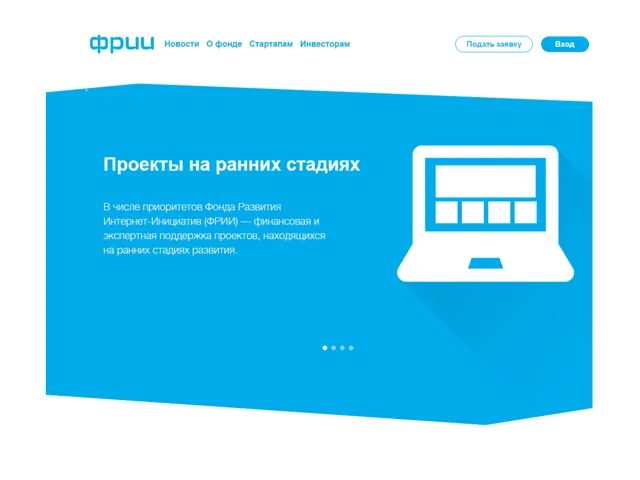 фрии Новости О фонде Стартапам Инвесторам Подать заявку Вход
Проекты на ранних стадиях
В числе приоритетов Фонда Развития
Интернет-Инициатив (ФРИИ) — финансовая и
экспертная поддержка проектов, находящихся
на ранних стадиях развития.